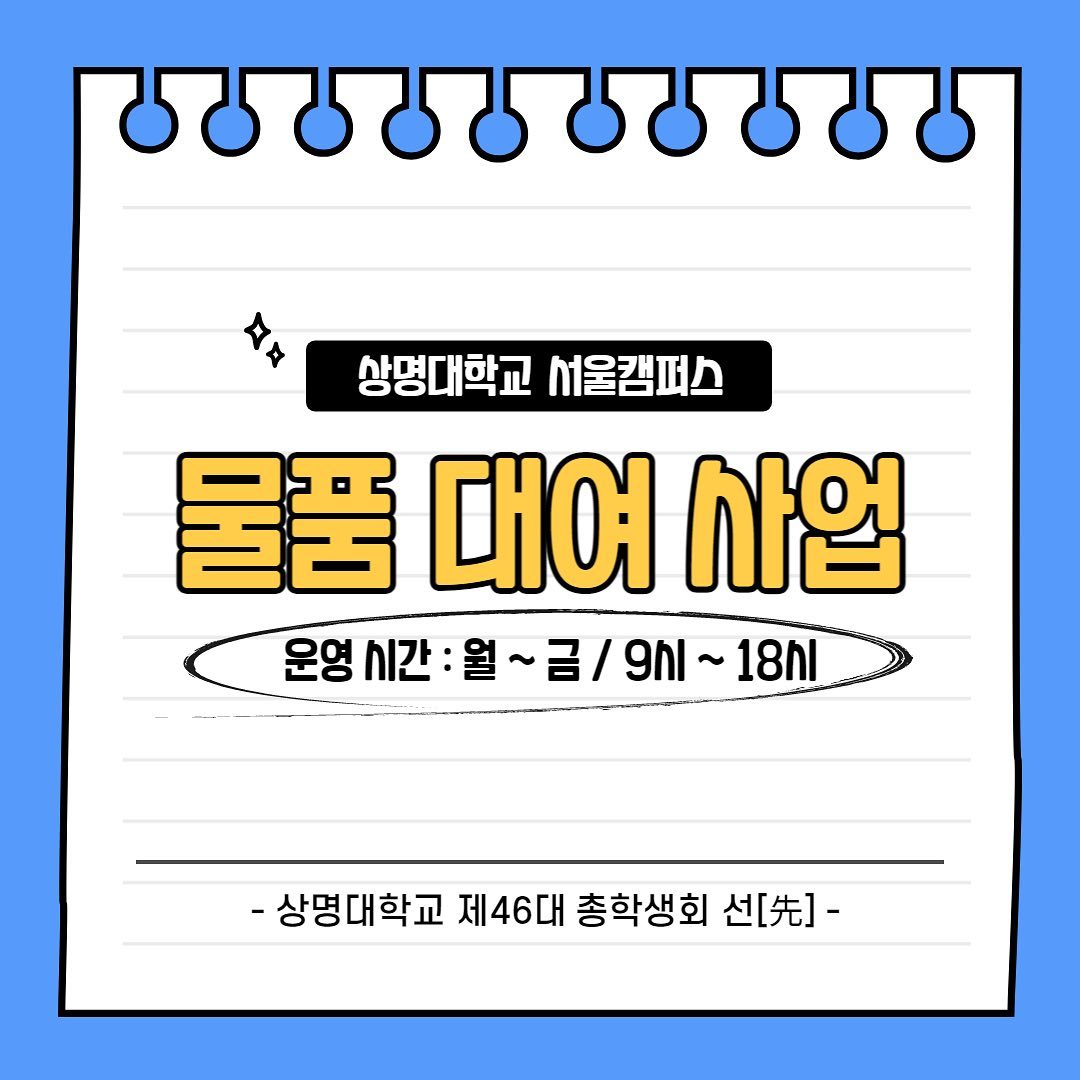 상명대학교 서울캠퍼스
물품 대여 사업
운영 시간 : 월 ~ 금 / 9시 ~ 18시
- 상명대학교 제46대 총학생회 선[先] -